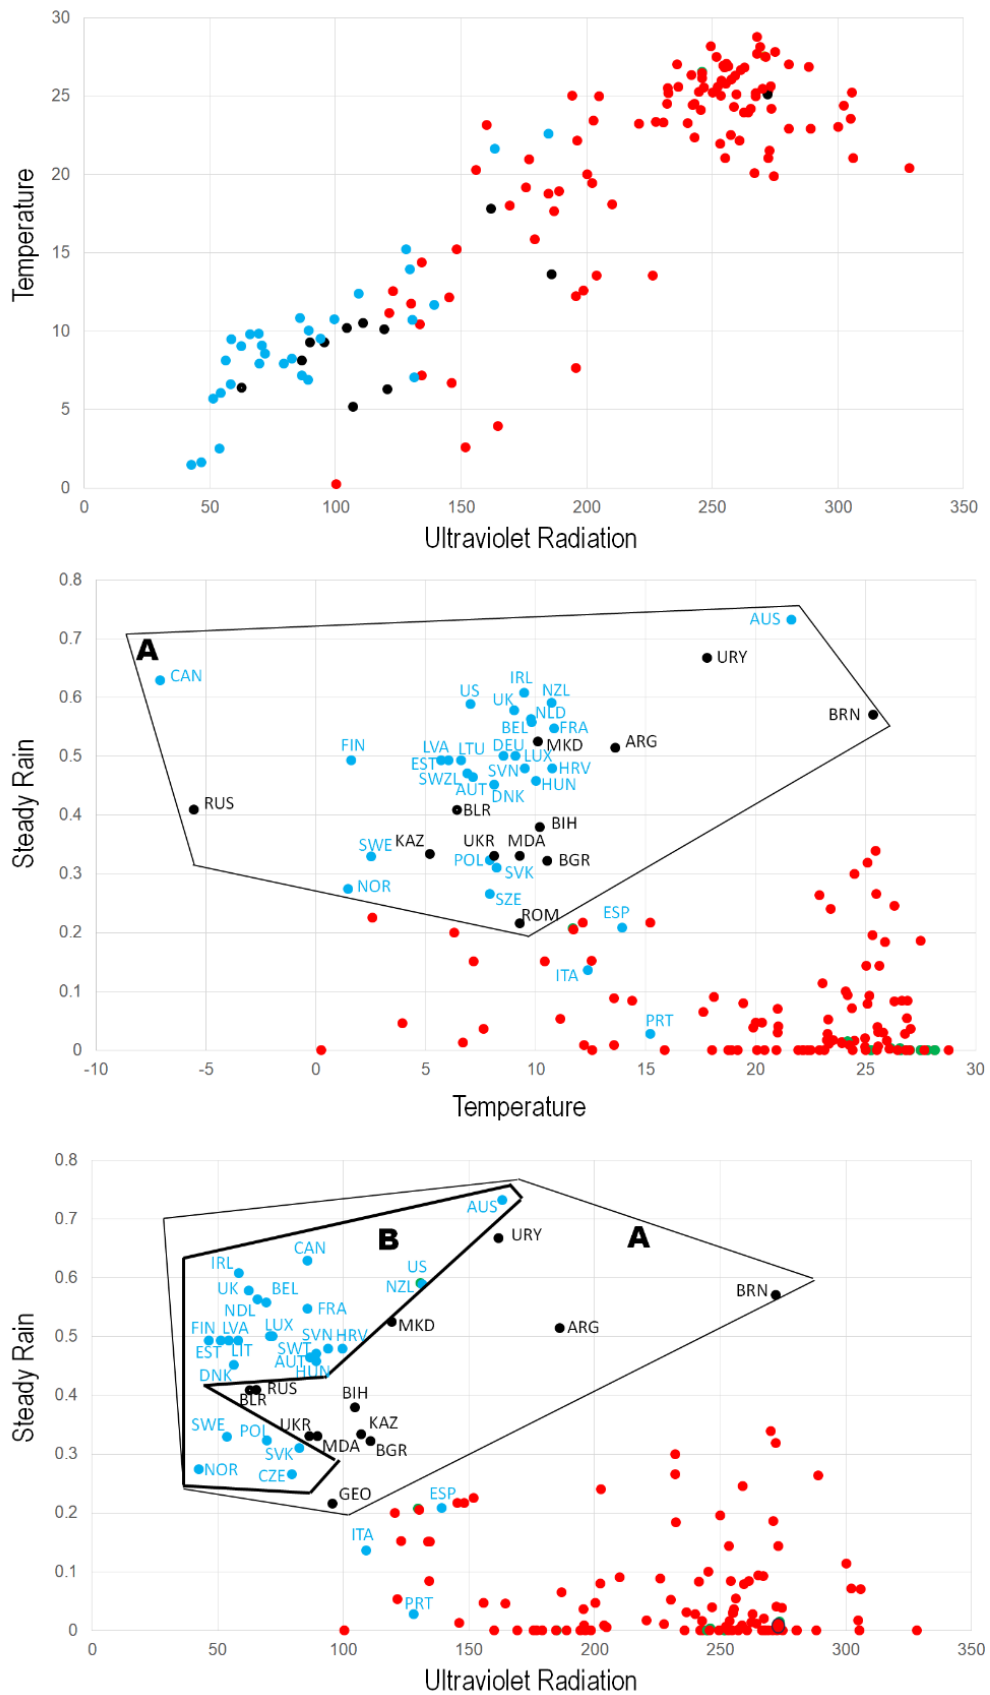 30
25
20
15
10
5
0
0 50 100 150 200 250 300 350
Temperature
Ultraviolet Radiation
0.8
0.7
0.6
0.5
0.4
0.3
0.2
0.1
0
-10 -5 0 5 10 15 20 25 30
Steady Rain
Temperature
A
AUS
URY
CAN
IRL
US
UK
NZL
NLD
BRN
BEL
FRA
FIN
LVA
LTU
DEU
MKD
ARG
EST
LUX
SWZL
SVN
HRV
AUT
DNK
HUN
RUS
BLR
BIH
KAZ
UKR
MDA
SWE
POL
BGR
SVK
NOR
SZE
ROM
ESP
ITA
PRT
0.8
0.7
0.6
0.5
0.4
0.3
0.2
0.1
0
0 50 100 150 200 250 300 350
Steady Rain
Ultraviolet Radiation
AUS
B
A
URY
CAN
IRL
US
UK
BEL
NZL
BRN
NDL
FRA
FIN
LVA
LUX
MKD
ARG
SVN
HRV
EST
LIT
SWT
AUT
DNK
HUN
RUS
BLR
BIH
SWE
POL
UKR
KAZ
SVK
MDA
BGR
NOR
CZE
GEO
ESP
ITA
PRT